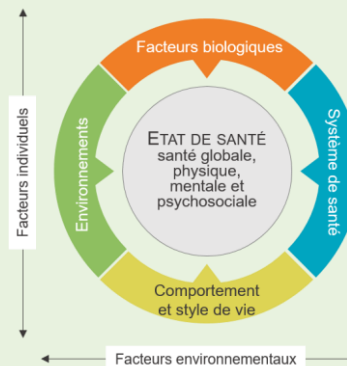 Facteurs biologiques
Facteurs individuels
Environnements
ETAT DE SANTÉ
santé globale,
physique,
mentale et
psychosociale
Système de santé
Comportement
et style de vie
Facteurs environnementaux